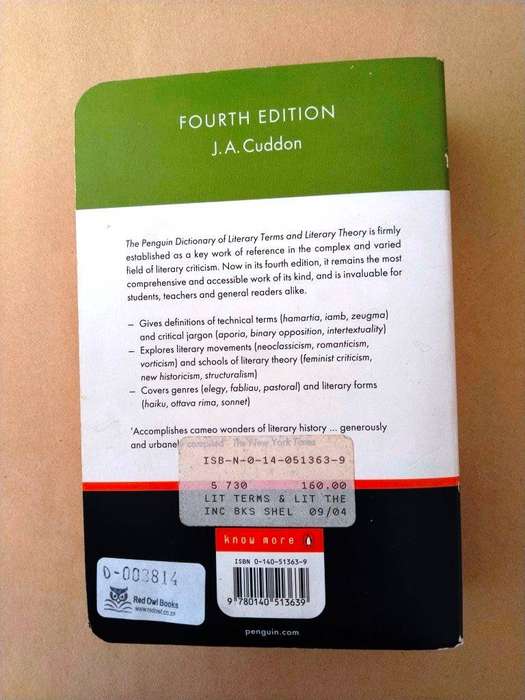 FOURTH EDITION
J. A. Cuddon
The Penguin Dictionary of Literary Terms and Literary Theory is firmly
established as a key work of reference in the complex and varied
field of literary criticism. Now in its fourth edition, it remains the most
comprehensive and accessible work of its kind, and is invaluable for
students, teachers and general readers alike.
– Gives definitions of technical terms (hamartia, iamb, zeugma)
and critical jargon (aporia, binary opposition, intertextuality)
– Explores literary movements (neoclassicism, romanticism,
vorticism) and schools of literary theory (feminist criticism,
new historicism, structuralism)
– Covers genres (elegy, fabliau, pastoral) and literary forms
(haiku, ottava rima, sonnet)
'Accomplishes cameo wonders of literary history ... generously
and urbanely compiled' The New York Times
ISB-N-0-14-051363-9
5 730 160.00
LIT TERMS & LIT THE
INC BKS SHEL 09/04
know more
ISBN 0-140-51363-9
9 780140 513639
0-003814
Red Owl Books
penguin.com